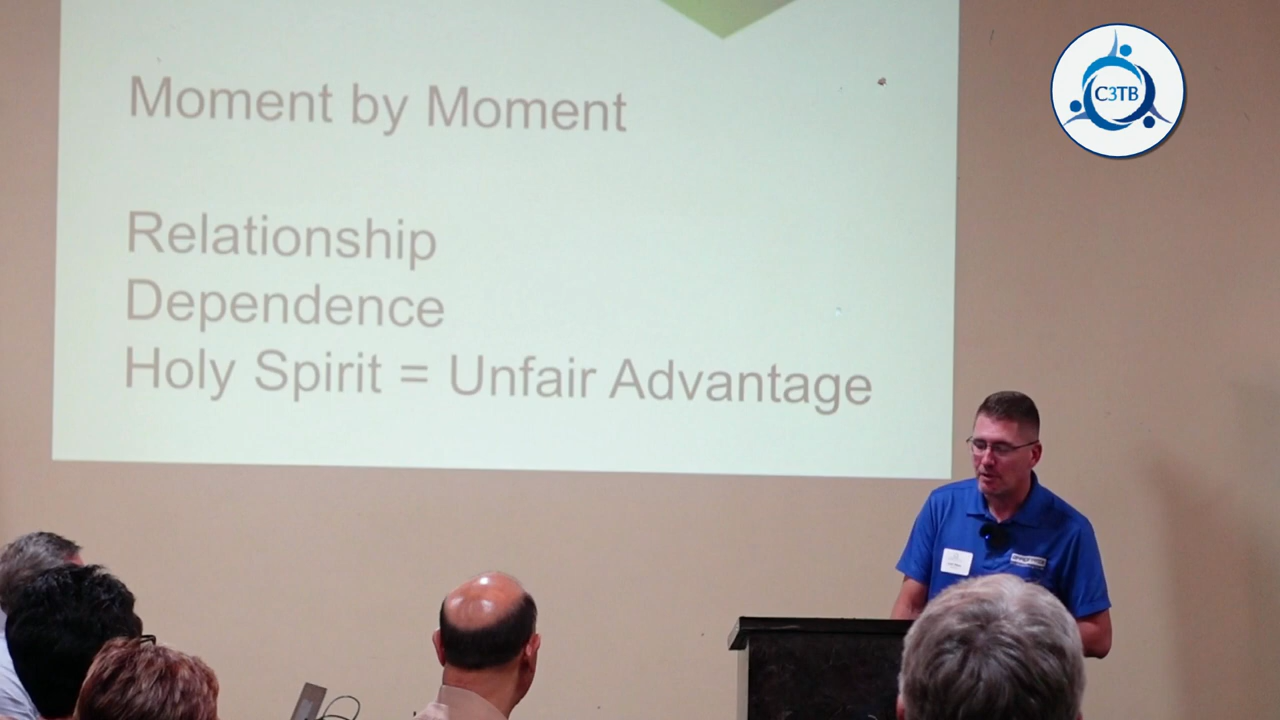 Moment by Moment
Relationship
Dependence
Holy Spirit = Unfair Advantage
C3TB